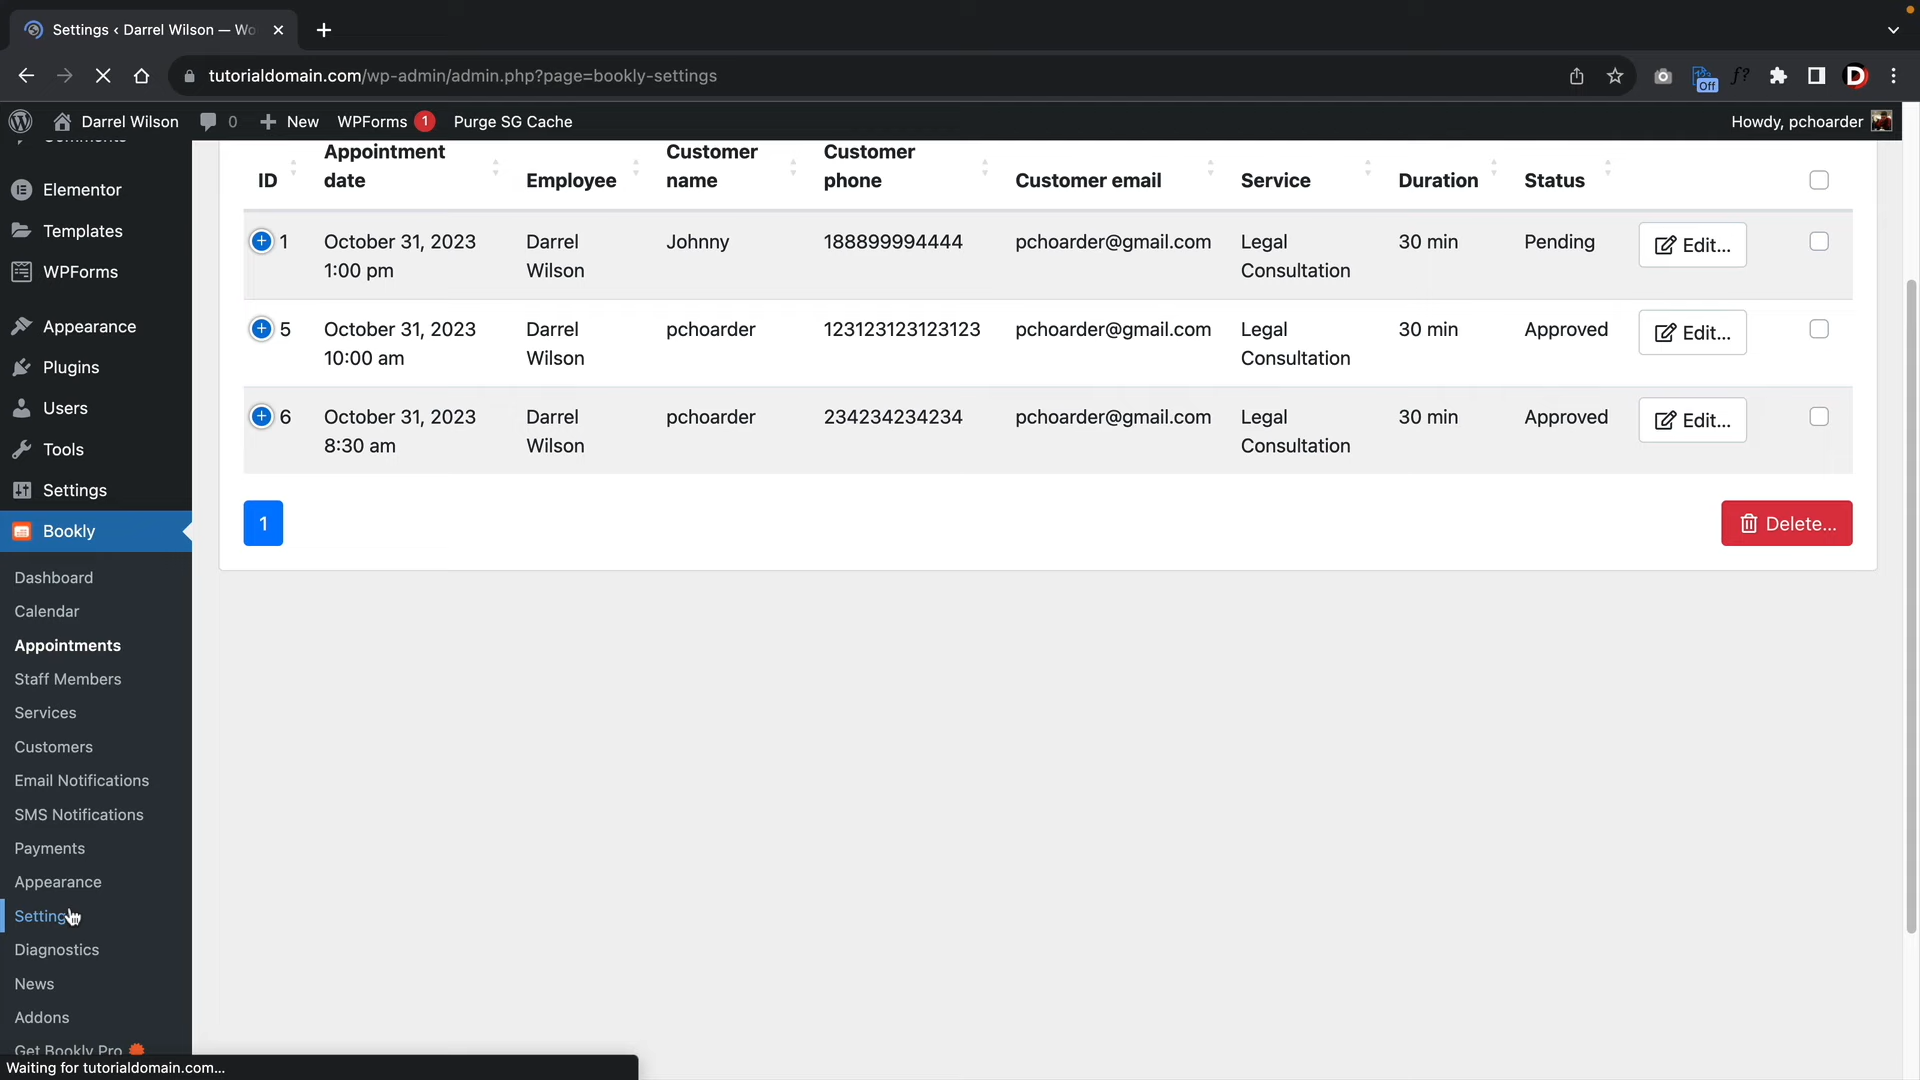 Settings ‹ Darrel Wilson — Wo
tutorialdomain.com/wp-admin/admin.php?page=bookly-settings
Off
f?
D
Darrel Wilson
0
New
WPForms 1
Purge SG Cache
Howdy, pchoarder
Comments
Elementor
Templates
WPForms
Appearance
Plugins
Users
Tools
Settings
Bookly
Dashboard
Calendar
Appointments
Staff Members
Services
Customers
Email Notifications
SMS Notifications
Payments
Appearance
Setting
Diagnostics
News
Addons
Get Bookly Pro
ID
Appointment
date
Employee
Customer
name
Customer
phone
Customer email
Service
Duration
Status
1
October 31, 2023
1:00 pm
Darrel
Wilson
Johnny
188899994444
pchoarder@gmail.com
Legal
Consultation
30 min
Pending
Edit...
5
October 31, 2023
10:00 am
Darrel
Wilson
pchoarder
123123123123123
pchoarder@gmail.com
Legal
Consultation
30 min
Approved
Edit...
6
October 31, 2023
8:30 am
Darrel
Wilson
pchoarder
234234234234
pchoarder@gmail.com
Legal
Consultation
30 min
Approved
Edit...
1
Delete...
Waiting for tutorialdomain.com...